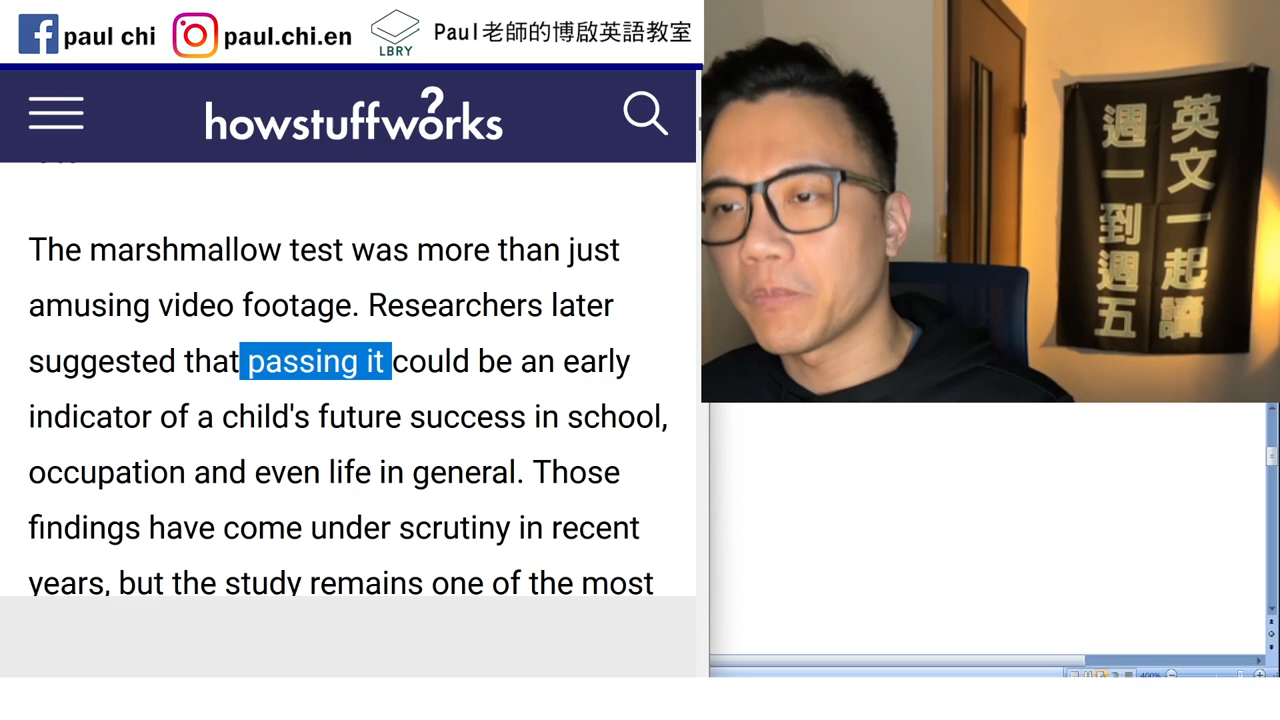 paul chi
paul.chi.en
LBRY
Paul老師的博啟英語教室
howstuffworks
The marshmallow test was more than just
amusing video footage. Researchers later
suggested that passing it could be an early
indicator of a child's future success in school,
occupation and even life in general. Those
findings have come under scrutiny in recent
years, but the study remains one of the most
英文一起讀
週一到週五
400%